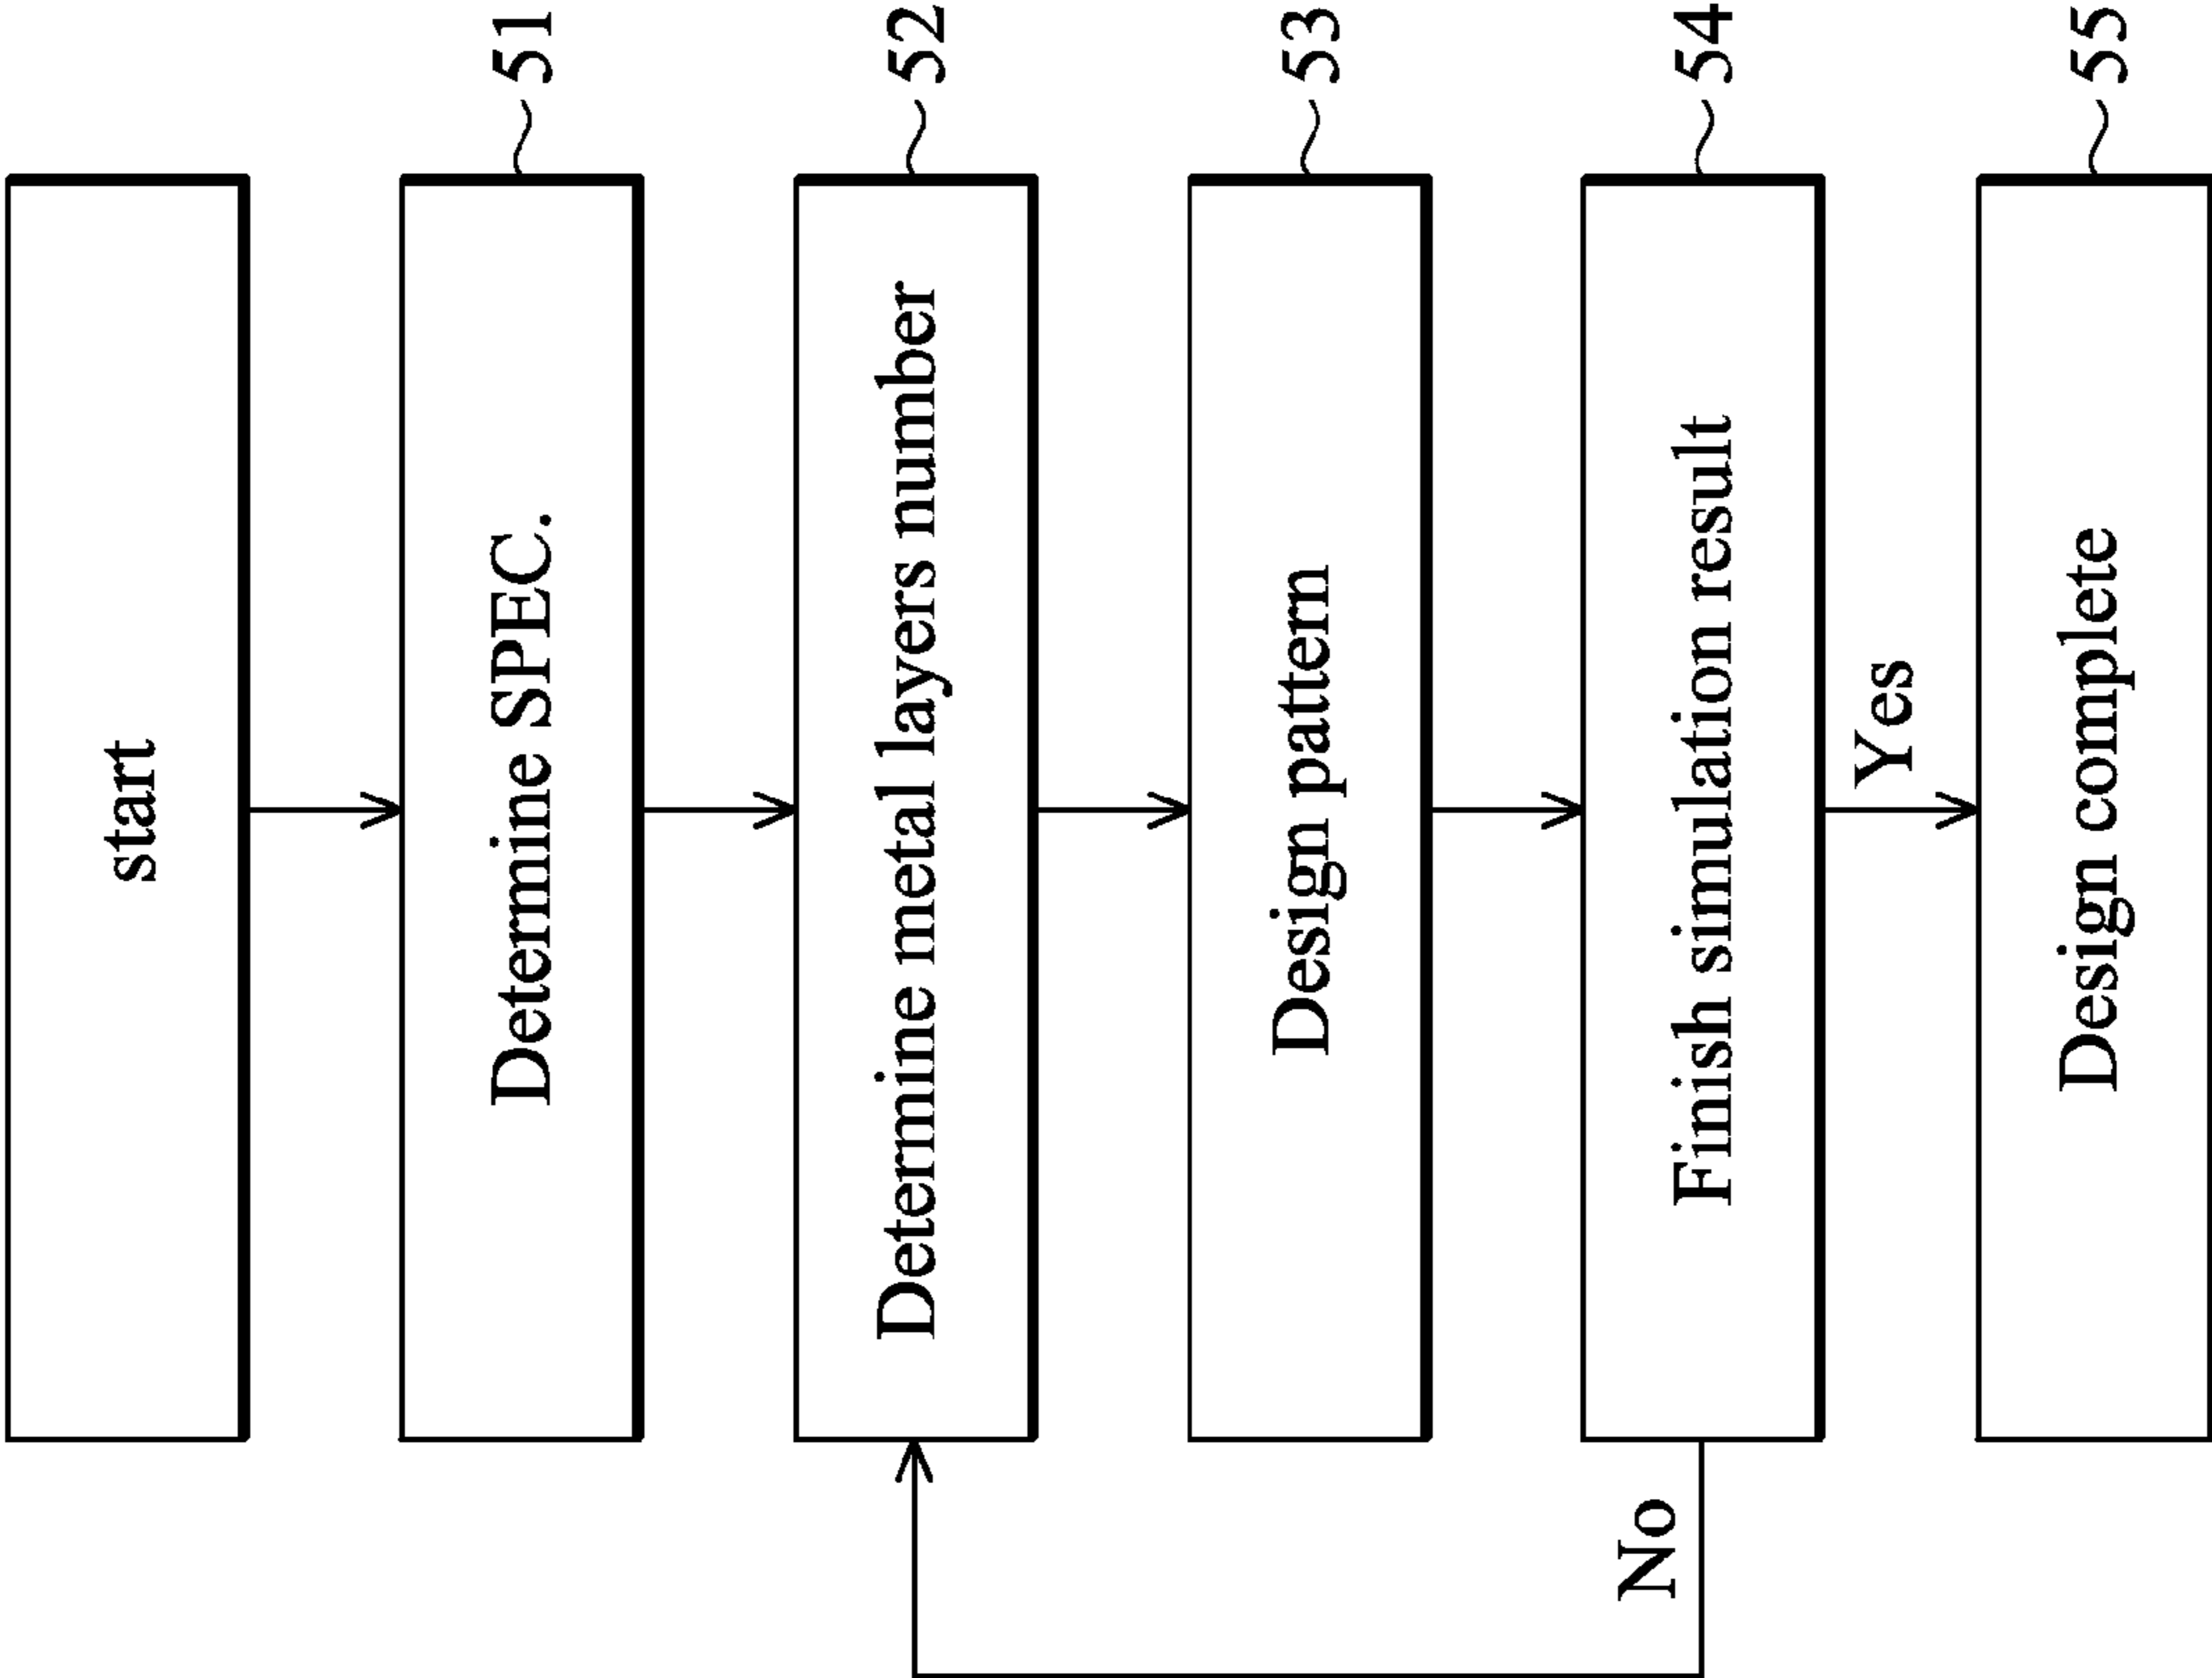 start
Determine SPEC.
51
Determine metal layers number
52
Design pattern
53
Finish simulation result
54
No
Yes
Design complete
55